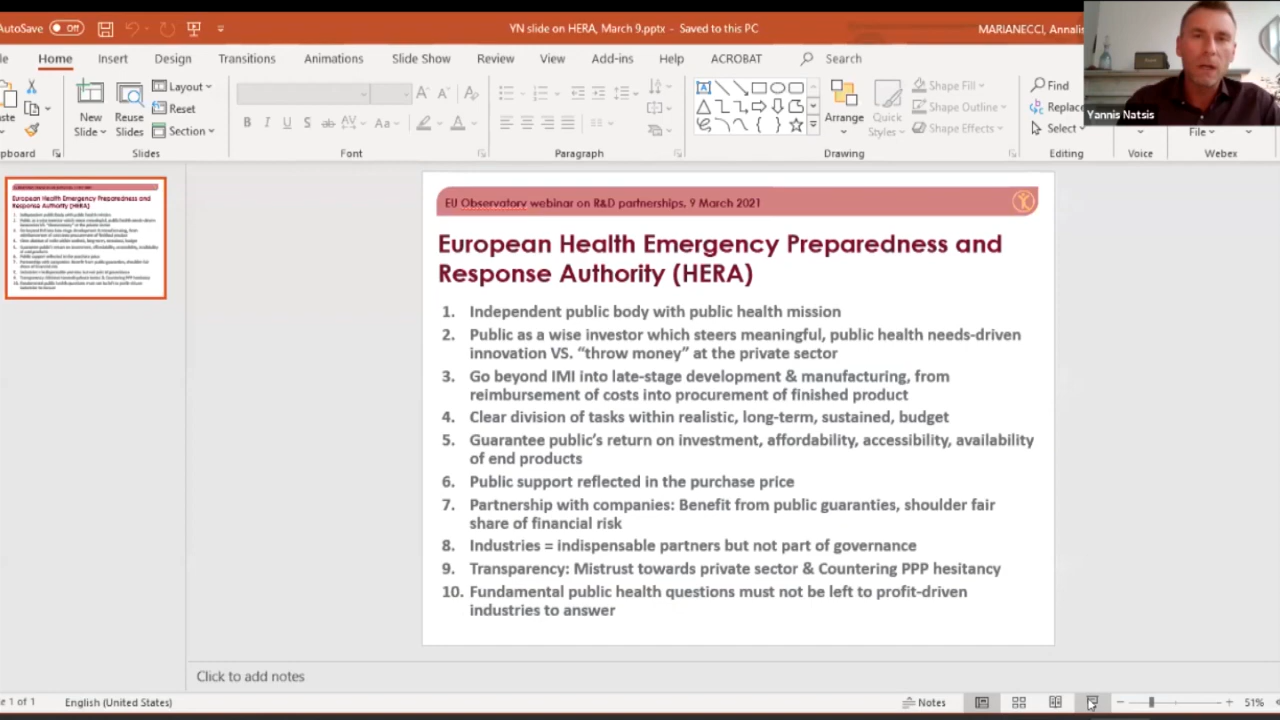 AutoSave Off
YN slide on HERA, March 9.pptx - Saved to this PC
MARIANECCI, Annalis
Home Insert Design Transitions Animations Slide Show Review View Add-ins ACROBAT Search
New Slide
Reuse Slides
Layout
Reset
Section
Arrange
Quick Styles
Shape Fill
Shape Outline
Shape Effects
Find
Replace
Select
File
Slides Font Paragraph Drawing Editing Voice Webex
Yannis Natsis
EU Observatory webinar on R&D partnerships, 9 March 2021
European Health Emergency Preparedness and
Response Authority (HERA)
1. Independent public body with public health mission
2. Public as a wise investor which steers meaningful, public health needs-driven
innovation VS. “throw money” at the private sector
3. Go beyond IMI into late-stage development & manufacturing, from
reimbursement of costs into procurement of finished product
4. Clear division of tasks within realistic, long-term, sustained, budget
5. Guarantee public’s return on investment, affordability, accessibility, availability
of end products
6. Public support reflected in the purchase price
7. Partnership with companies: Benefit from public guaranties, shoulder fair
share of financial risk
8. Industries = indispensable partners but not part of governance
9. Transparency: Mistrust towards private sector & Countering PPP hesitancy
10. Fundamental public health questions must not be left to profit-driven
industries to answer
Click to add notes
e 1 of 1 English (United States) Notes 51%